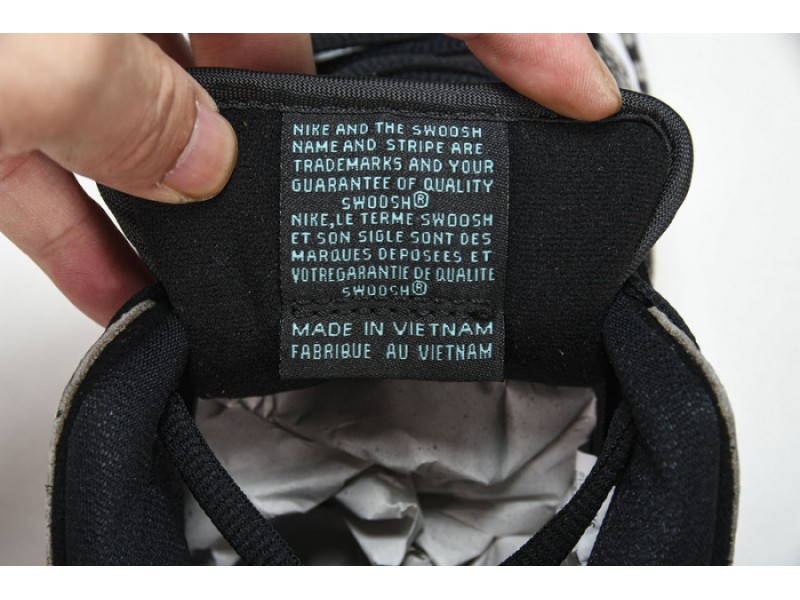 NIKE AND THE SWOOSH
NAME AND STRIPE ARE
TRADEMARKS AND YOUR
GUARANTEE OF QUALITY
SWOOSH®
NIKE,LE TERME SWOOSH
ET SON SIGLE SONT DES
MARQUES DEPOSEES ET
VOTREGARANTIE DE QUALITE
SWOOSH®
MADE IN VIETNAM
FABRIQUE AU VIETNAM